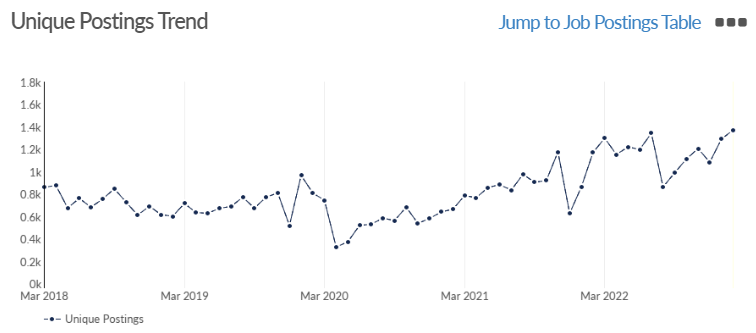 Unique Postings Trend
Jump to Job Postings Table
1.8k
1.6k
1.4k
1.2k
1k
0.8k
0.6k
0.4k
0.2k
0k
Mar 2018
Mar 2019
Mar 2020
Mar 2021
Mar 2022
Unique Postings